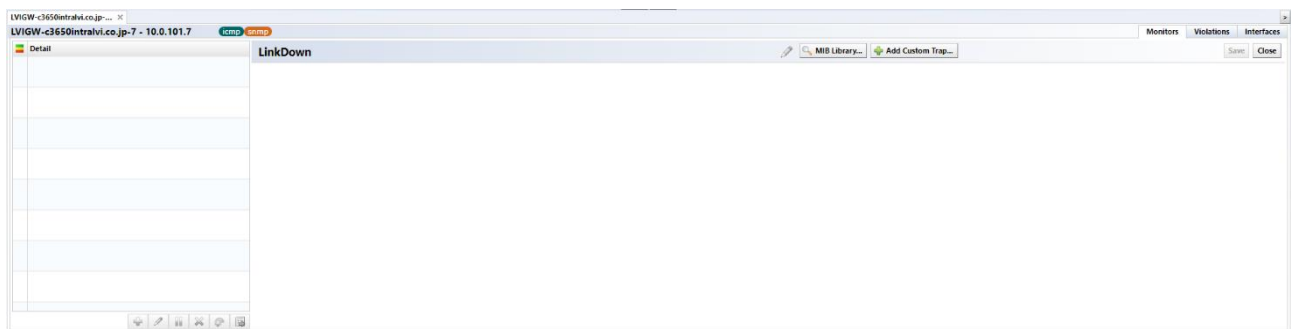 LVIGW-c3650intralvi.co.jp-...
LVIGW-c3650intralvi.co.jp-7 - 10.0.101.7 icmp snmp Monitors Violations Interfaces
Detail LinkDown MIB Library... Add Custom Trap... Save Close